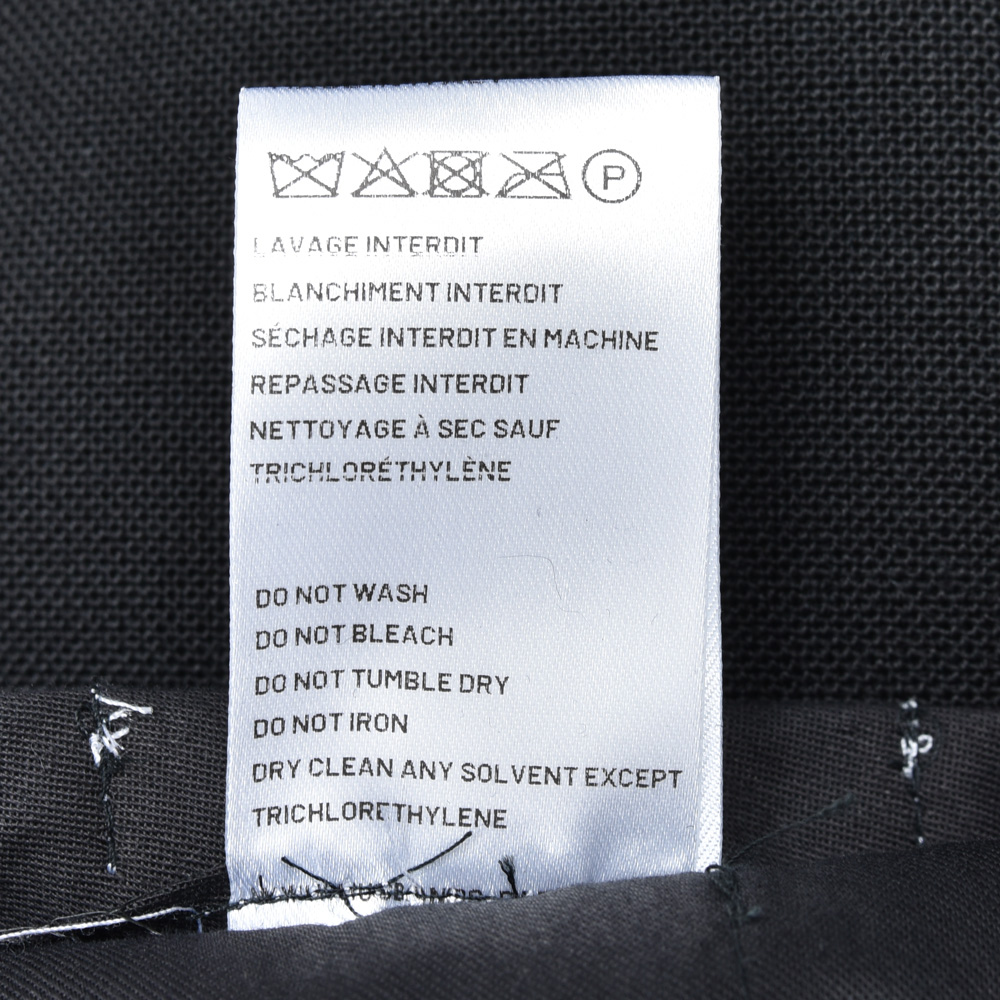 P
LAVAGE INTERDIT
BLANCHIMENT INTERDIT
SÉCHAGE INTERDIT EN MACHINE
REPASSAGE INTERDIT
NETTOYAGE À SEC SAUF
TRICHLORÉTHYLÈNE
DO NOT WASH
DO NOT BLEACH
DO NOT TUMBLE DRY
DO NOT IRON
DRY CLEAN ANY SOLVENT EXCEPT
TRICHLORETHYLENE